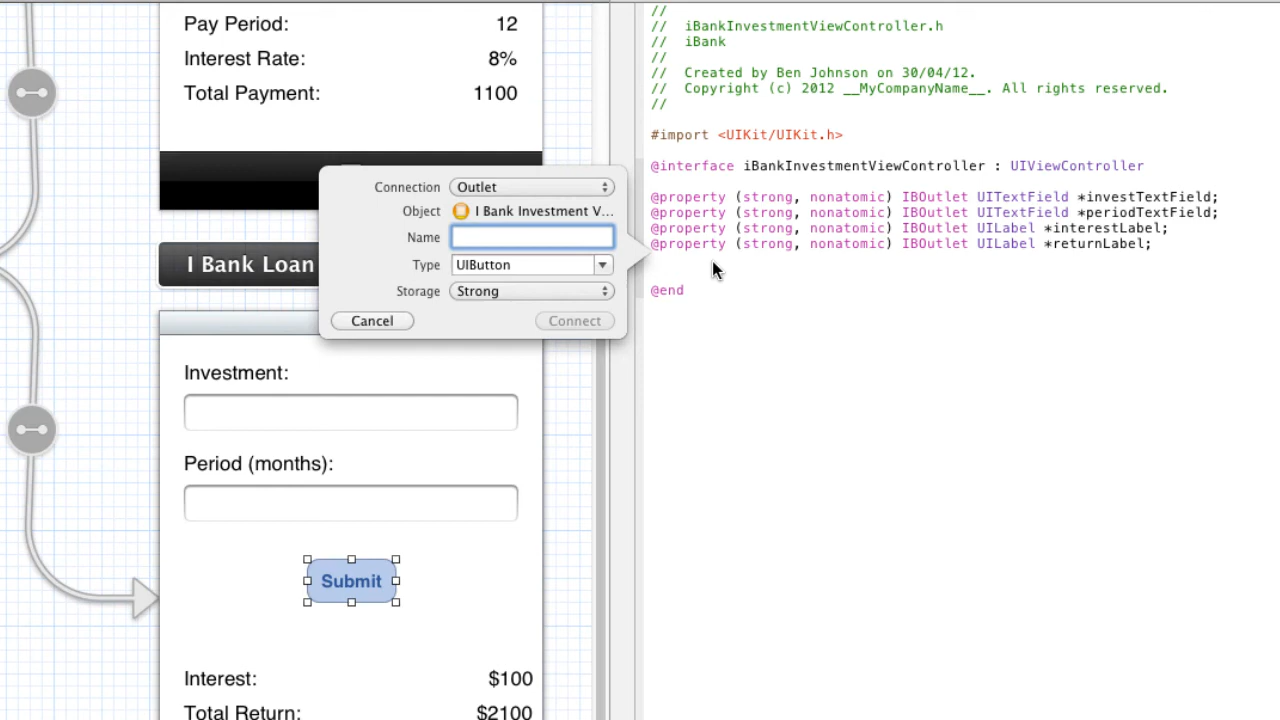 Pay Period: 12
Interest Rate: 8%
Total Payment: 1100
I Bank Loan
Connection Outlet
Object I Bank Investment V...
Name
Type UIButton
Storage Strong
Cancel Connect
Investment:
Period (months):
Submit
Interest: $100
Total Return: $2100
//
// iBankInvestmentViewController.h
// iBank
//
// Created by Ben Johnson on 30/04/12.
// Copyright (c) 2012 __MyCompanyName__. All rights reserved.
//
#import <UIKit/UIKit.h>
@interface iBankInvestmentViewController : UIViewController
@property (strong, nonatomic) IBOutlet UITextField *investTextField;
@property (strong, nonatomic) IBOutlet UITextField *periodTextField;
@property (strong, nonatomic) IBOutlet UILabel *interestLabel;
@property (strong, nonatomic) IBOutlet UILabel *returnLabel;
@end